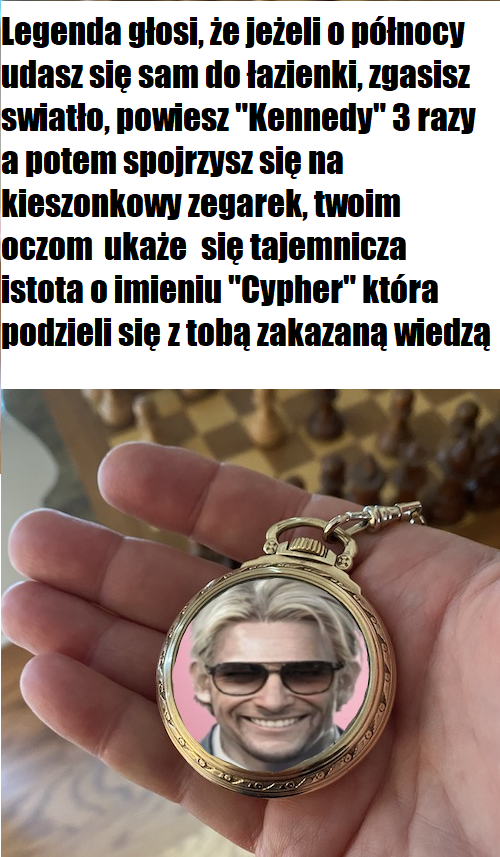 Legenda głosi, że jeżeli o północy
udasz się sam do łazienki, zgasisz
swiatło, powiesz "Kennedy" 3 razy
a potem spojrzysz się na
kieszonkowy zegarek, twoim
oczom ukaże się tajemnicza
istota o imieniu "Cypher" która
podzieli się z tobą zakazaną wiedzą